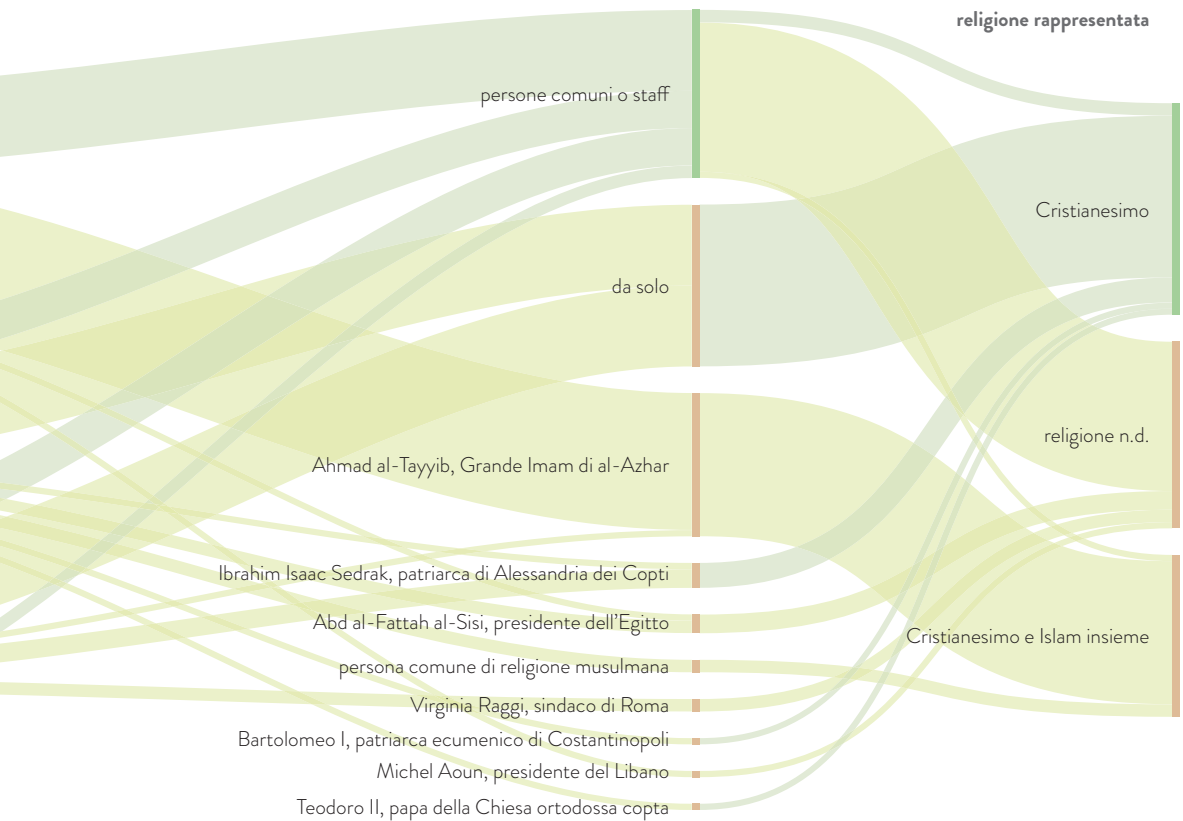 religione rappresentata
persone comuni o staff
Cristianesimo
da solo
religione n.d.
Ahmad al-Tayyib, Grande Imam di al-Azhar
Ibrahim Isaac Sedrak, patriarca di Alessandria dei Copti
Abd al-Fattah al-Sisi, presidente dell'Egitto
Cristianesimo e Islam insieme
persona comune di religione musulmana
Virginia Raggi, sindaco di Roma
Bartolomeo I, patriarca ecumenico di Costantinopoli
Michel Aoun, presidente del Libano
Teodoro II, papa della Chiesa ortodossa copta